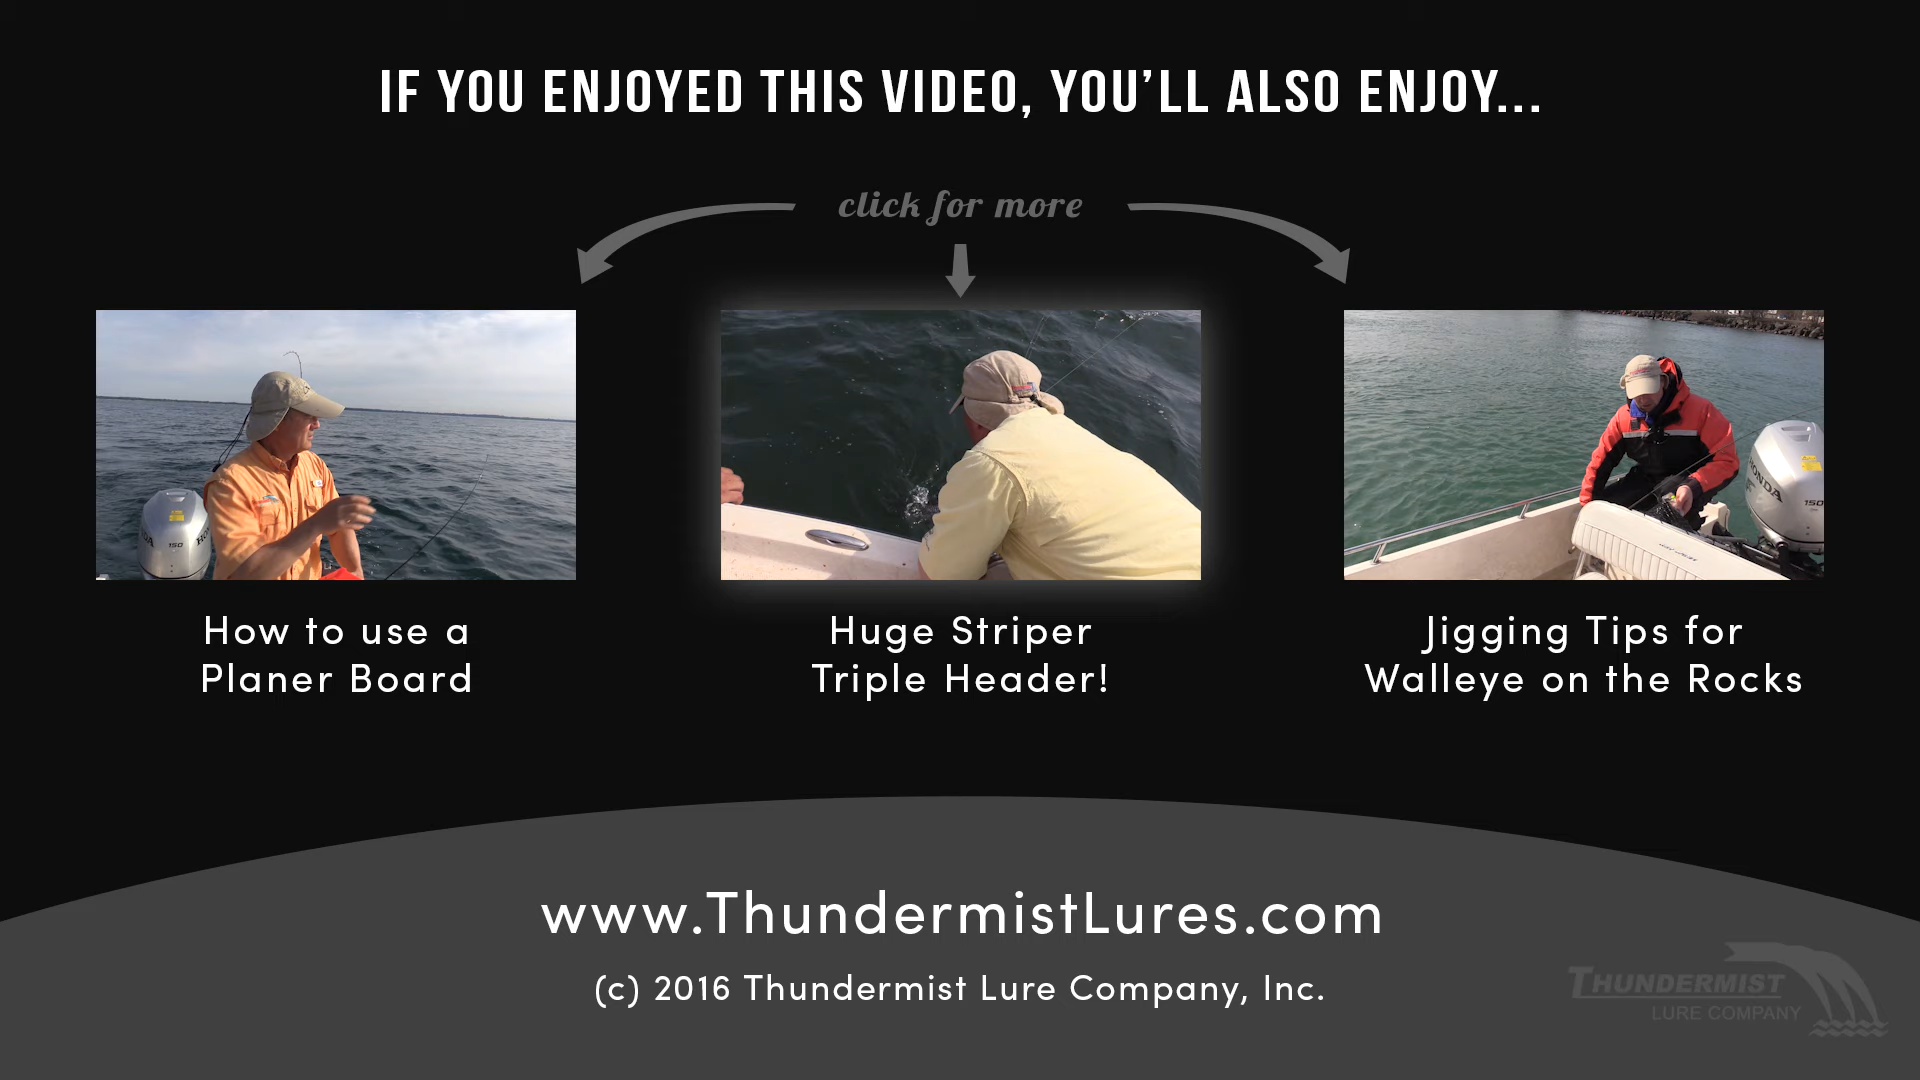 IF YOU ENJOYED THIS VIDEO, YOU'LL ALSO ENJOY...
click for more
HONDA
150
How to use a
Planer Board
Huge Striper
Triple Header!
Jigging Tips for
Walleye on the Rocks
www.ThundermistLures.com
(c) 2016 Thundermist Lure Company, Inc.
THUNDERMIST
LURE COMPANY